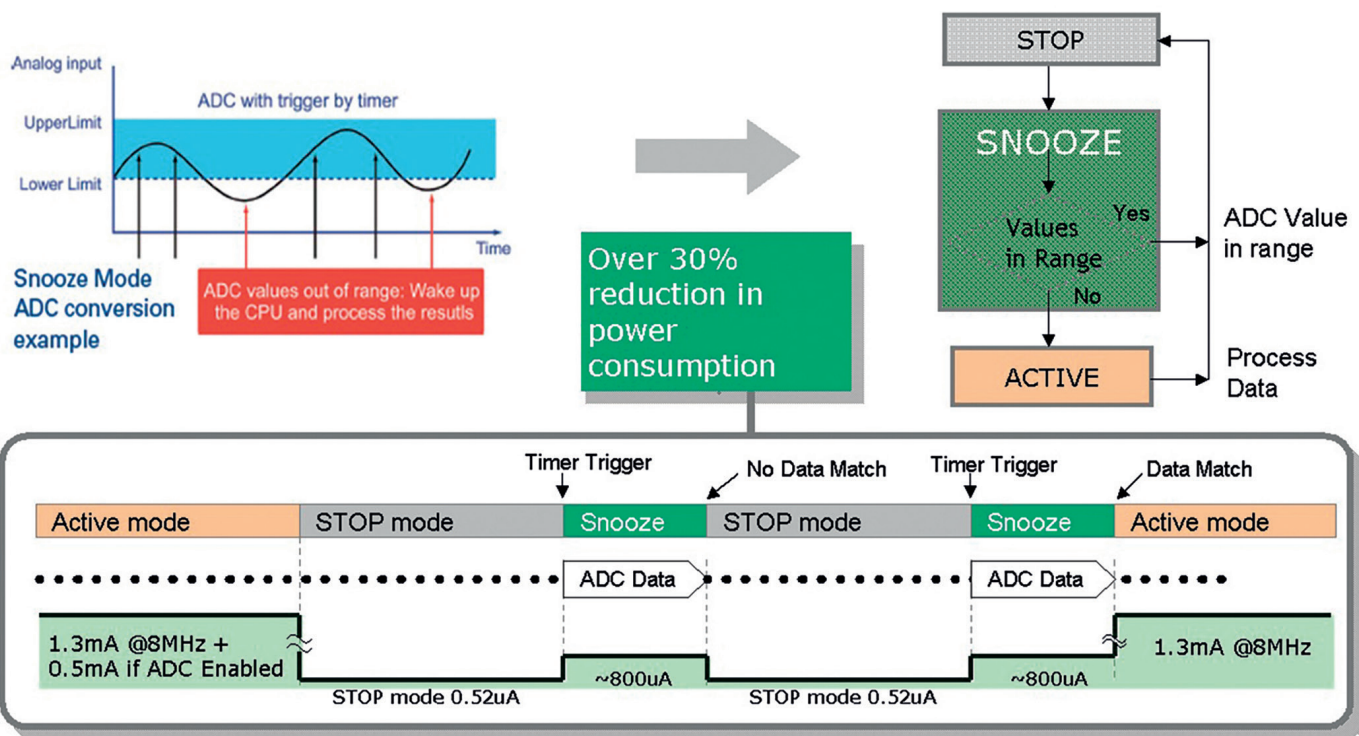 Analog input
ADC with trigger by timer
UpperLimit
Lower Limit
Time
Snooze Mode
ADC conversion
example
ADC values out of range: Wake up
the CPU and process the resutls
Over 30%
reduction in
power
consumption
STOP
SNOOZE
Values
in Range
Yes
No
ADC Value
in range
ACTIVE
Process
Data
Timer Trigger
No Data Match
Timer Trigger
Data Match
Active mode
STOP mode
Snooze
STOP mode
Snooze
Active mode
ADC Data
ADC Data
1.3mA @8MHz +
0.5mA if ADC Enabled
STOP mode 0.52uA
~800uA
STOP mode 0.52uA
~800uA
1.3mA @8MHz